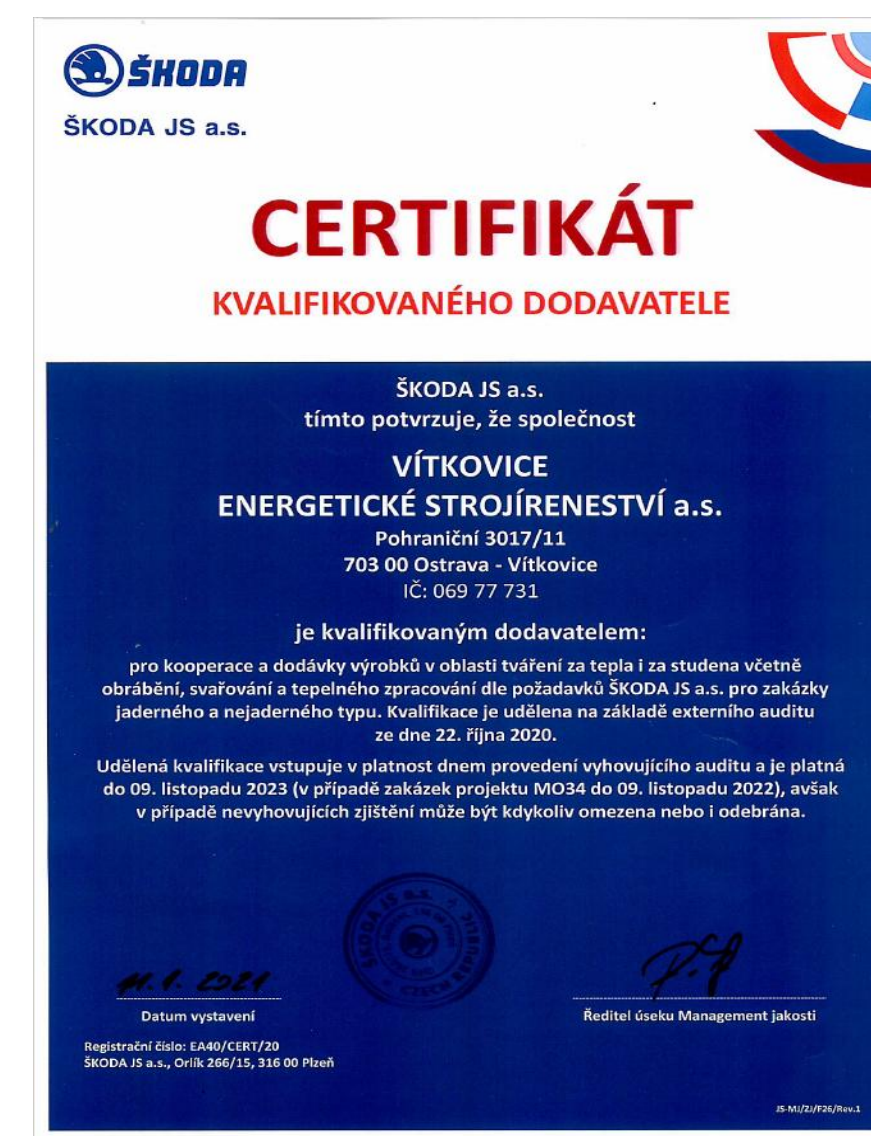 ŠKODA
ŠKODA JS a.s.
CERTIFIKÁT
KVALIFIKOVANÉHO DODAVATELE
ŠKODA JS a.s.
tímto potvrzuje, že společnost
VÍTKOVICE
ENERGETICKÉ STROJÍRENESTVÍ a.s.
Pohraniční 3017/11
703 00 Ostrava - Vítkovice
IČ: 069 77 731
je kvalifikovaným dodavatelem:
pro kooperace a dodávky výrobků v oblasti tváření za tepla i za studena včetně
obrábění, svařování a tepelného zpracování dle požadavků ŠKODA JS a.s. pro zakázky
jaderného a nejaderného typu. Kvalifikace je udělena na základě externího auditu
ze dne 22. října 2020.
Udělená kvalifikace vstupuje v platnost dnem provedení vyhovujícího auditu a je platná
do 09. listopadu 2023 (v případě zakázek projektu MO34 do 09. listopadu 2022), avšak
v případě nevyhovujících zjištění může být kdykoliv omezena nebo i odebrána.
ŠKODA JS a.s.
CZECH REPUBLIC
11.1.2021
Datum vystavení
Ředitel úseku Management jakosti
Registrační číslo: EA40/CERT/20
ŠKODA JS a.s., Orlík 266/15, 316 00 Plzeň
JS-MJ/ZJ/F26/Rev.1